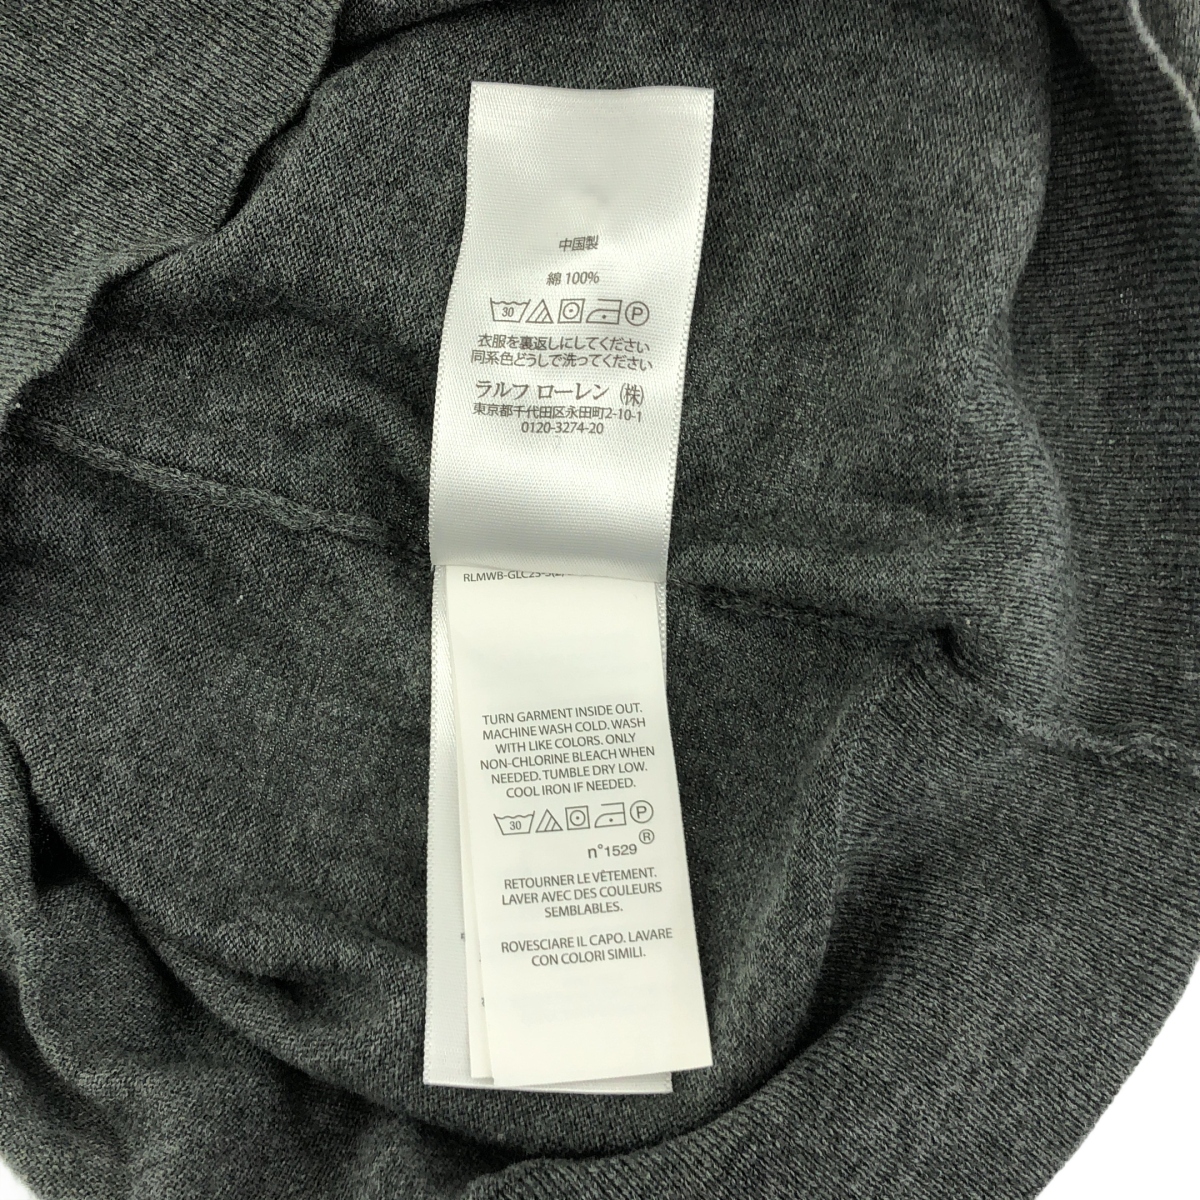 中国製
綿 100%
30 P
衣服を裏返しにしてください
同系色どうしで洗ってください
ラルフ ローレン (株)
東京都千代田区永田町2-10-1
0120-3274-20
TURN GARMENT INSIDE OUT.
MACHINE WASH COLD. WASH
WITH LIKE COLORS. ONLY
NON-CHLORINE BLEACH WHEN
NEEDED. TUMBLE DRY LOW.
COOL IRON IF NEEDED.
30 P
n°1529 ®
RETOURNER LE VÊTEMENT.
LAVER AVEC DES COULEURS
SEMBLABLES.
ROVESCIARE IL CAPO. LAVARE
CON COLORI SIMILI.